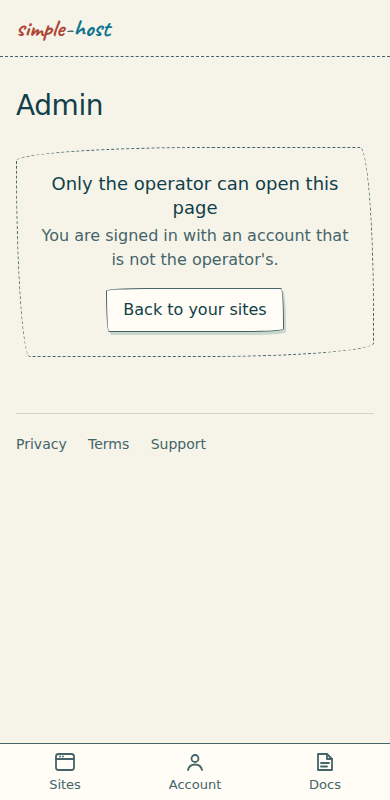 simple-host
Admin
Only the operator can open this
page
You are signed in with an account that
is not the operator's.
Back to your sites
Privacy Terms Support
Sites Account Docs